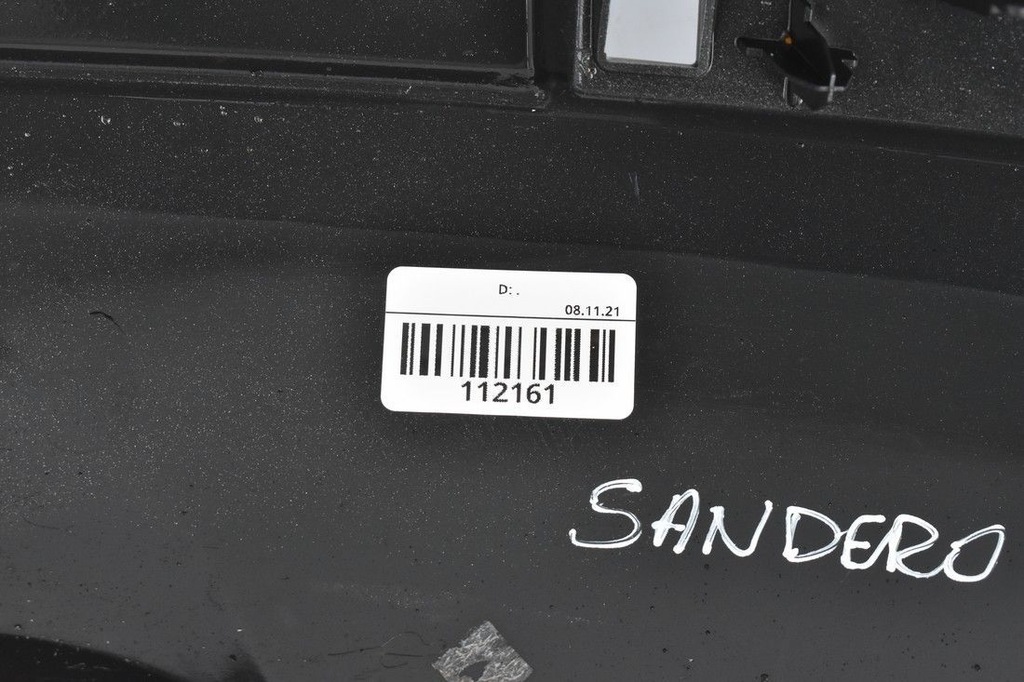 D: .
08.11.21
112161
SANDERO